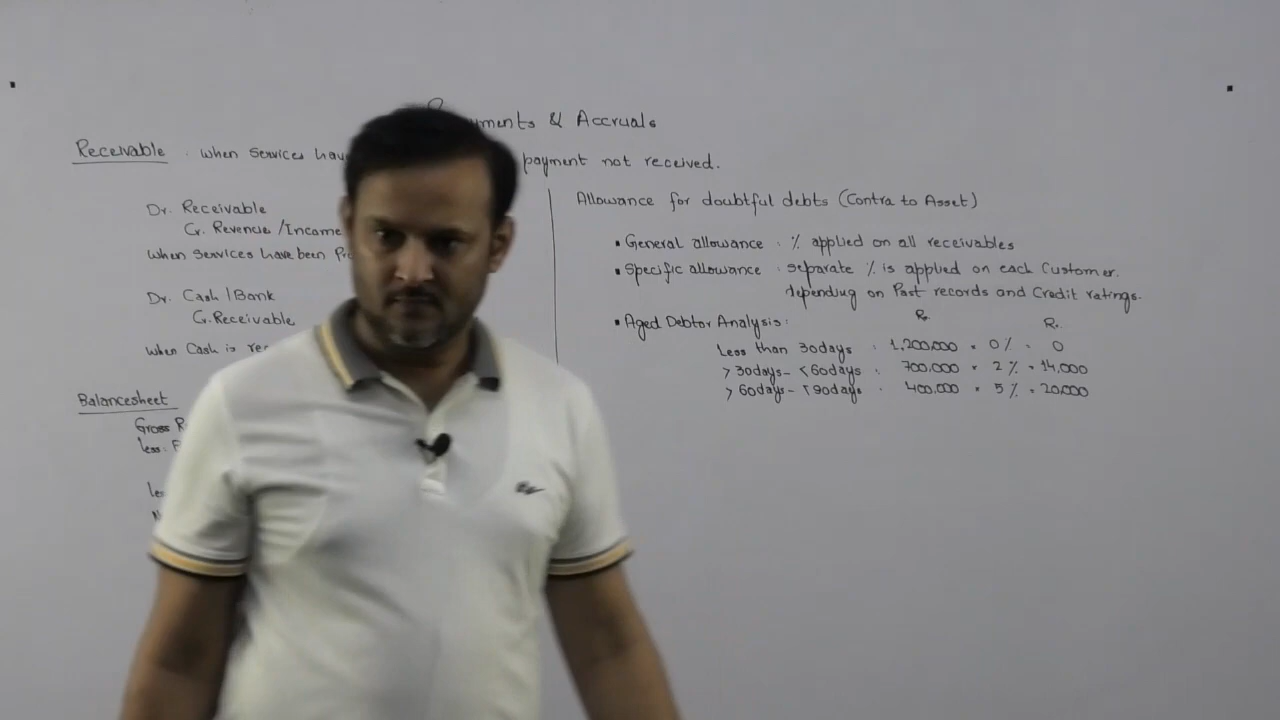 ments & Accruals
Receivable : when services hav
payment not received.
Dr. Receivable
Cr. Revenue /Income
when services have been Pr
Dr. Cash /Bank
Cr. Receivable
when Cash is rec
Balancesheet
Gross R
less:
Allowance for doubtful debts (Contra to Asset)
• General allowance : % applied on all receivables
• Specific allowance : separate % is applied on each Customer.
depending on Past records and Credit ratings.
• Aged Debtor Analysis:
Rs. Rs.
Less than 30days : 1,200,000 × 0% = 0
> 30days - < 60days : 700,000 × 2% = 14,000
> 60days - < 90days : 400,000 × 5% = 20,000